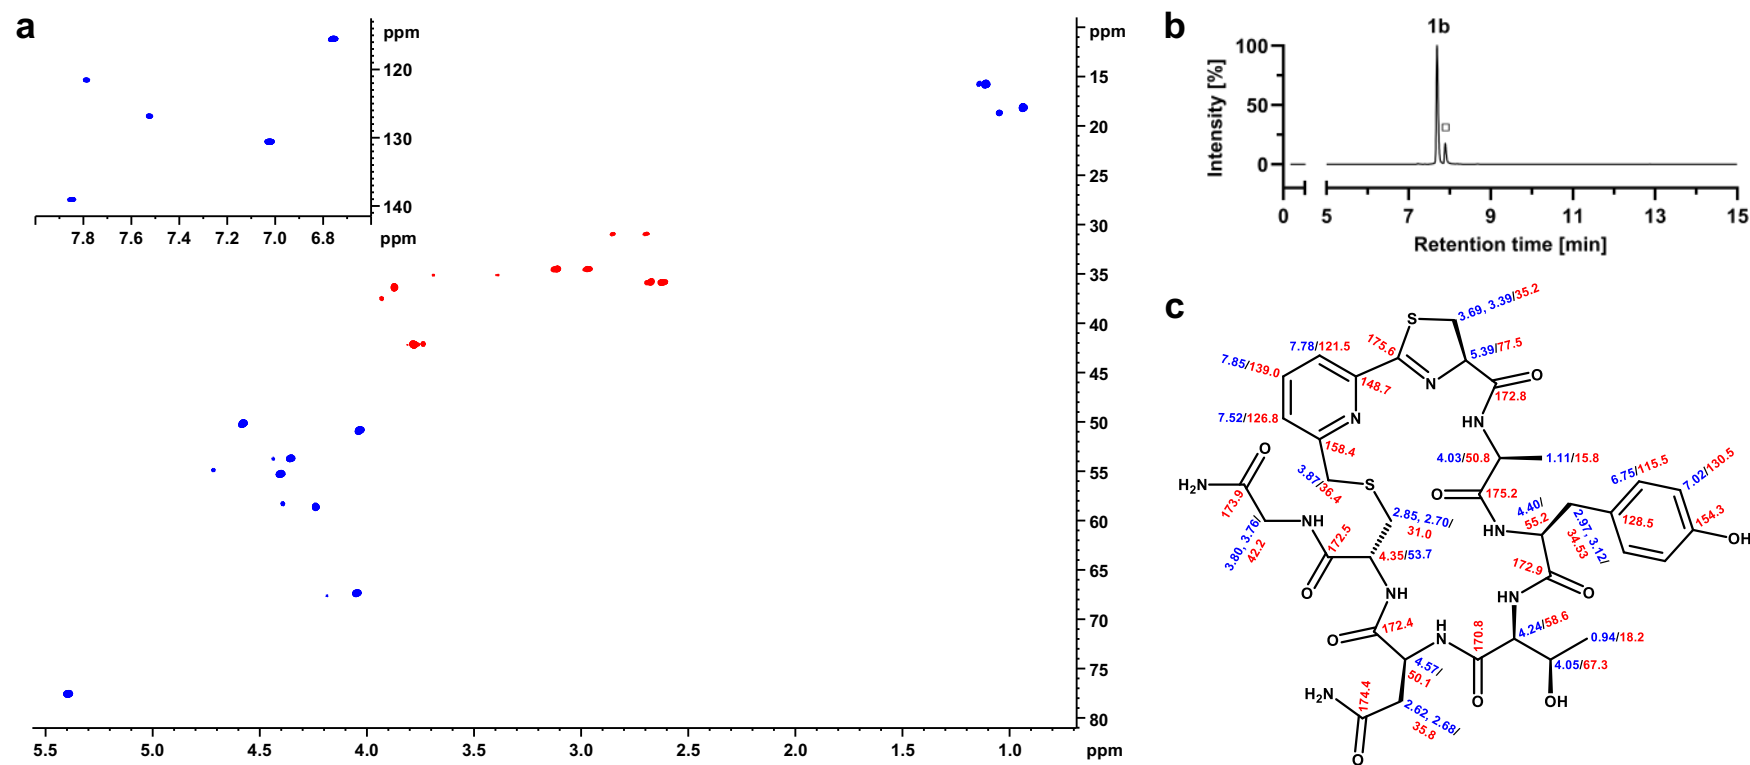 a
ppm
120
130
140
7.8 7.6 7.4 7.2 7.0 6.8 ppm
ppm
15
20
25
30
35
40
45
50
55
60
65
70
75
80
5.5 5.0 4.5 4.0 3.5 3.0 2.5 2.0 1.5 1.0 ppm
b
1b
Intensity [%]
100
50
0
0 5 7 9 11 13 15
Retention time [min]
c
S
3.69, 3.39/35.2
7.78/121.5
175.6
5.39/77.5
7.85/139.0
148.7
N
O
172.8
7.52/126.8
N
HN
158.4
O
4.03/50.8
1.11/15.8
6.75/115.5
7.02/130.5
H2N
173.9
3.87/36.4
S
O
175.2
4.40/
55.2
HN
2.97, 3.12/
34.53
128.5
154.3
OH
NH
2.85, 2.70/
31.0
3.80, 3.76/
42.2
172.5
4.35/53.7
172.9
O
O
NH
HN
O
172.4
H
N
170.8
4.24/58.6
0.94/18.2
4.05/67.3
4.57/
50.1
H2N
174.4
O
OH
2.62, 2.68/
35.8
O